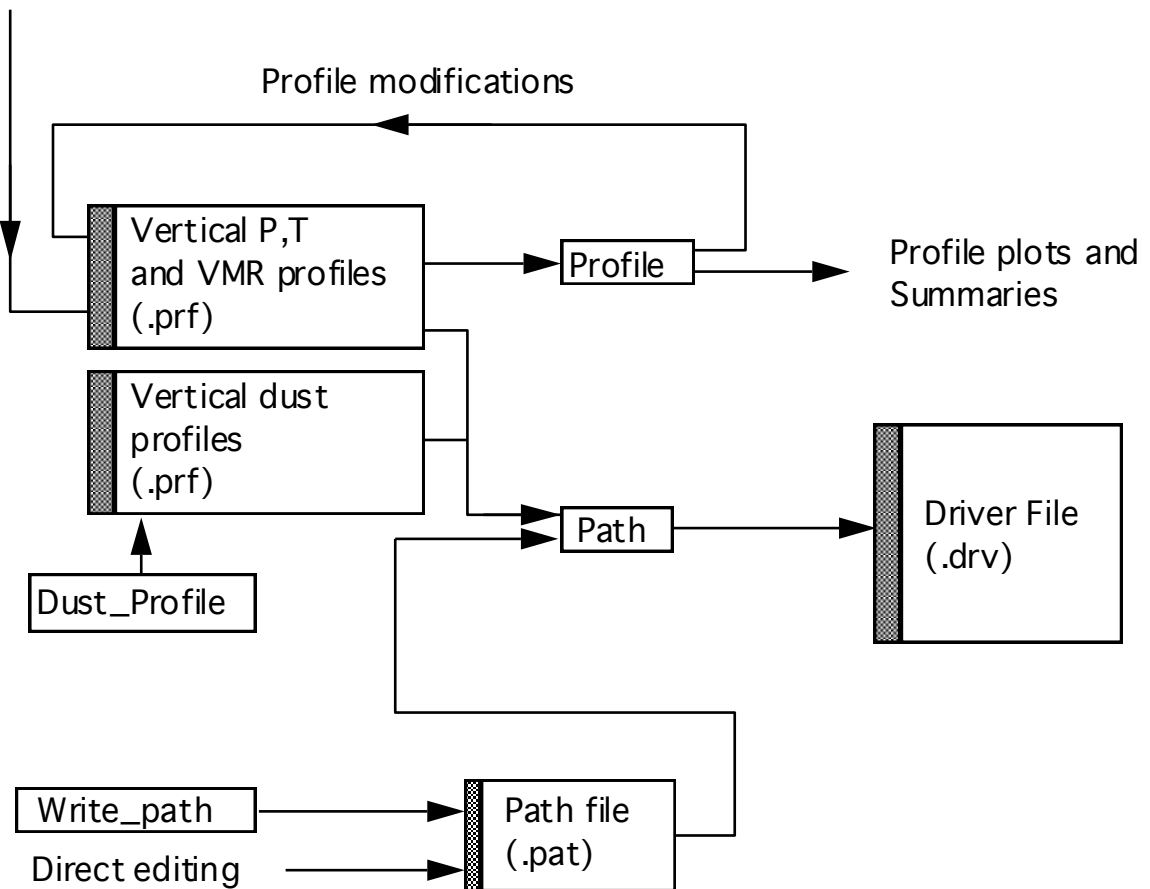 Profile modifications
Vertical P,T
and VMR profiles
(.prf)
Profile
Profile plots and
Summaries
Vertical dust
profiles
(.prf)
Path
Driver File
(.drv)
Dust_Profile
Write_path
Path file
(.pat)
Direct editing